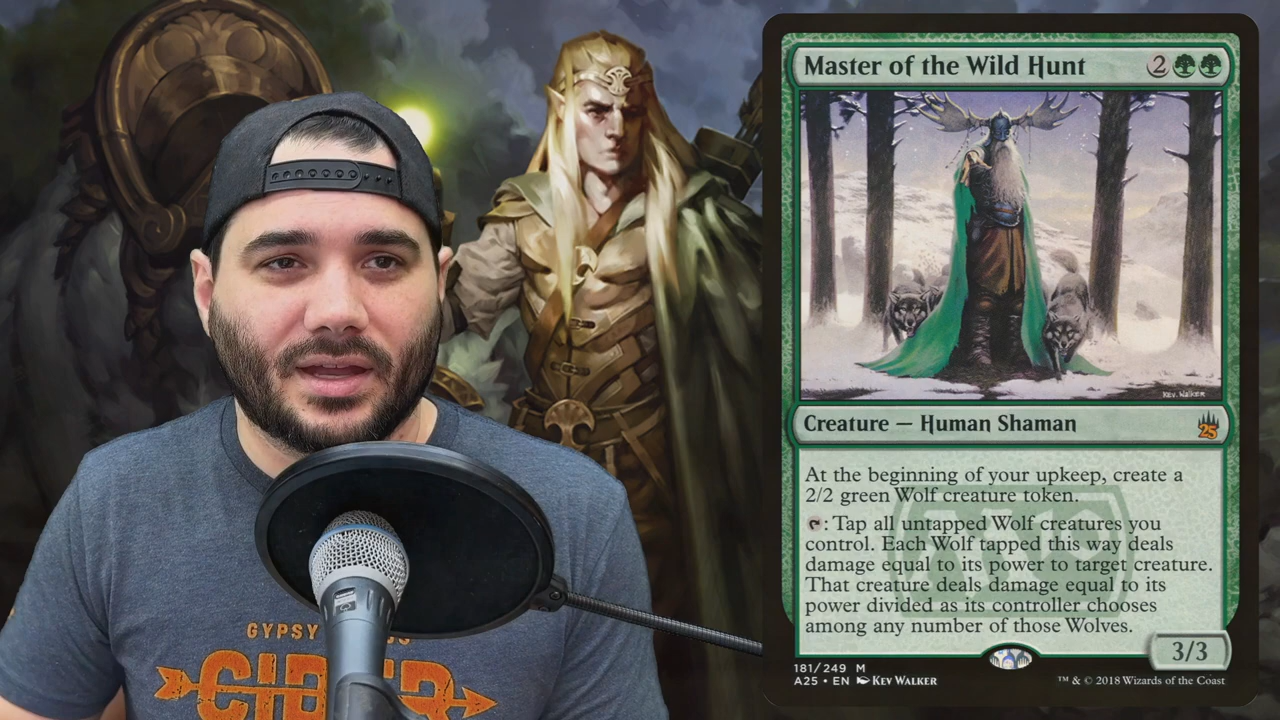 GYPSY
CIDER
Master of the Wild Hunt 2
KEV. WALKER
Creature — Human Shaman
25
At the beginning of your upkeep, create a
2/2 green Wolf creature token.
: Tap all untapped Wolf creatures you
control. Each Wolf tapped this way deals
damage equal to its power to target creature.
That creature deals damage equal to its
power divided as its controller chooses
among any number of those Wolves.
3/3
181/249 M
A25 • EN Kev Walker
™ & © 2018 Wizards of the Coast